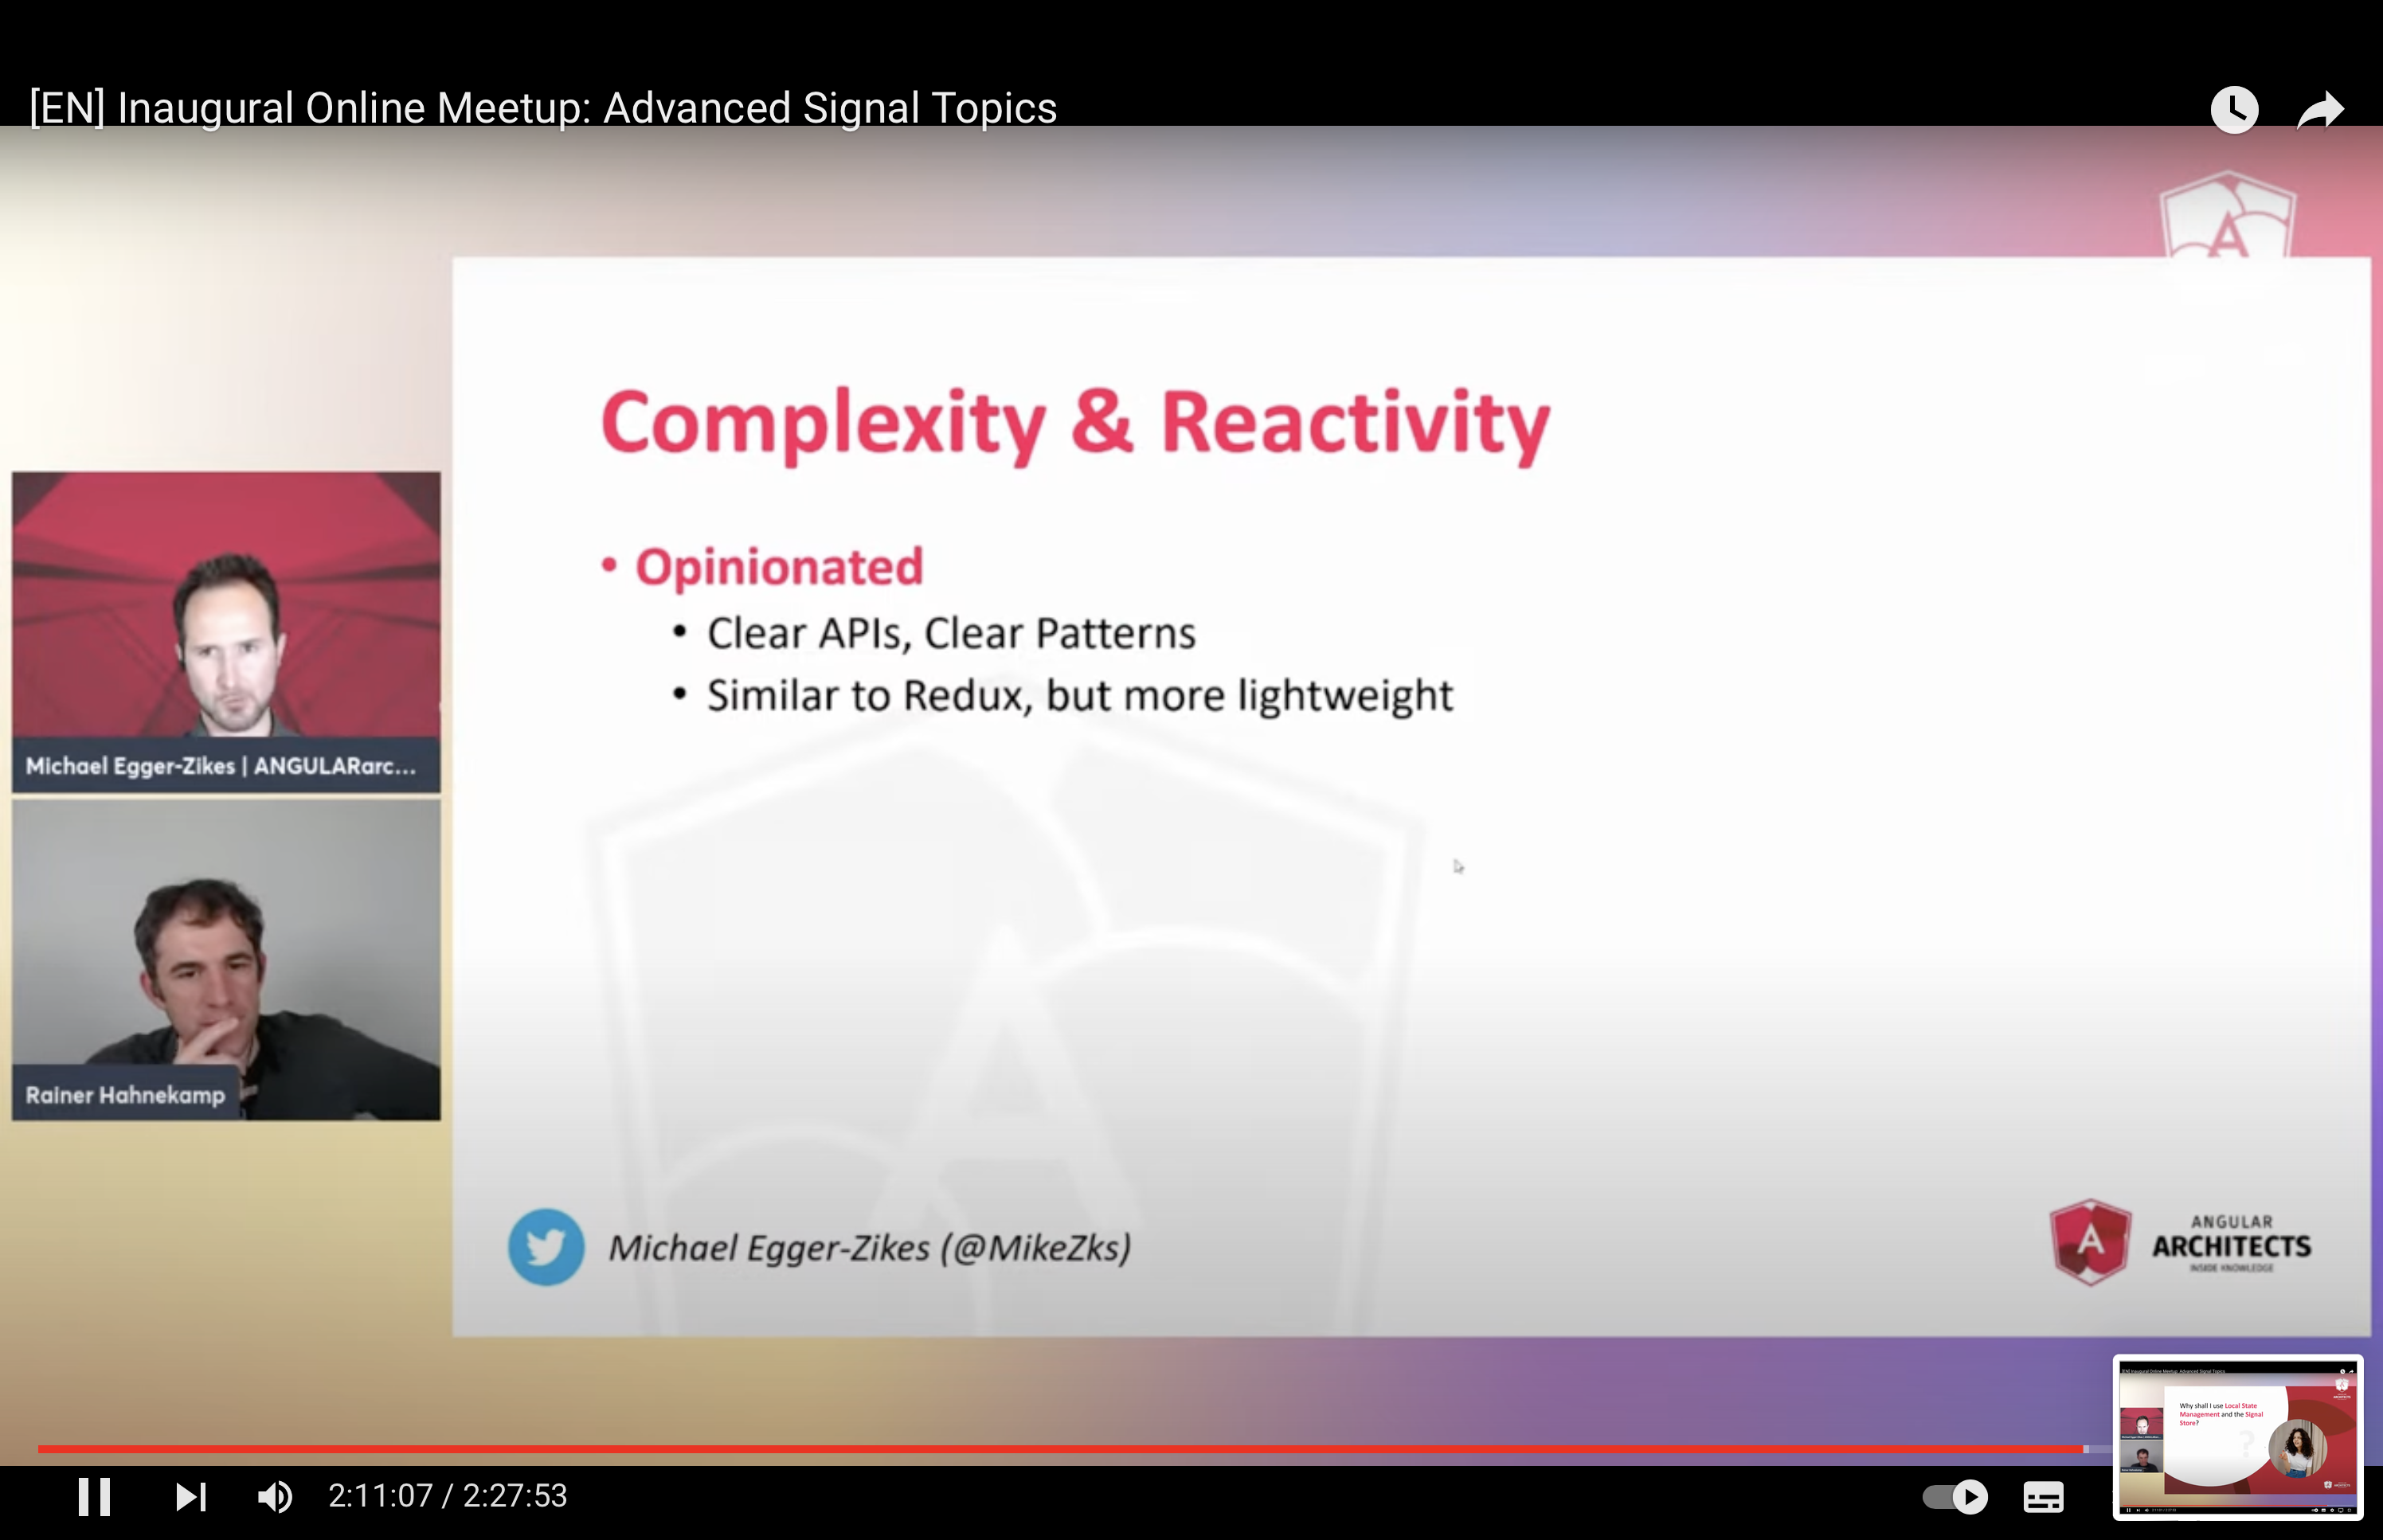 [EN] Inaugural Online Meetup: Advanced Signal Topics
A
Complexity & Reactivity
• Opinionated
• Clear APIs, Clear Patterns
• Similar to Redux, but more lightweight
Michael Egger-Zikes | ANGULARarc...
Rainer Hahnekamp
Michael Egger-Zikes (@MikeZks)
A
ANGULAR
ARCHITECTS
INSIDE KNOWLEDGE
Why shall I use Local State
Management and the Signal
Store?
2:11:07 / 2:27:53